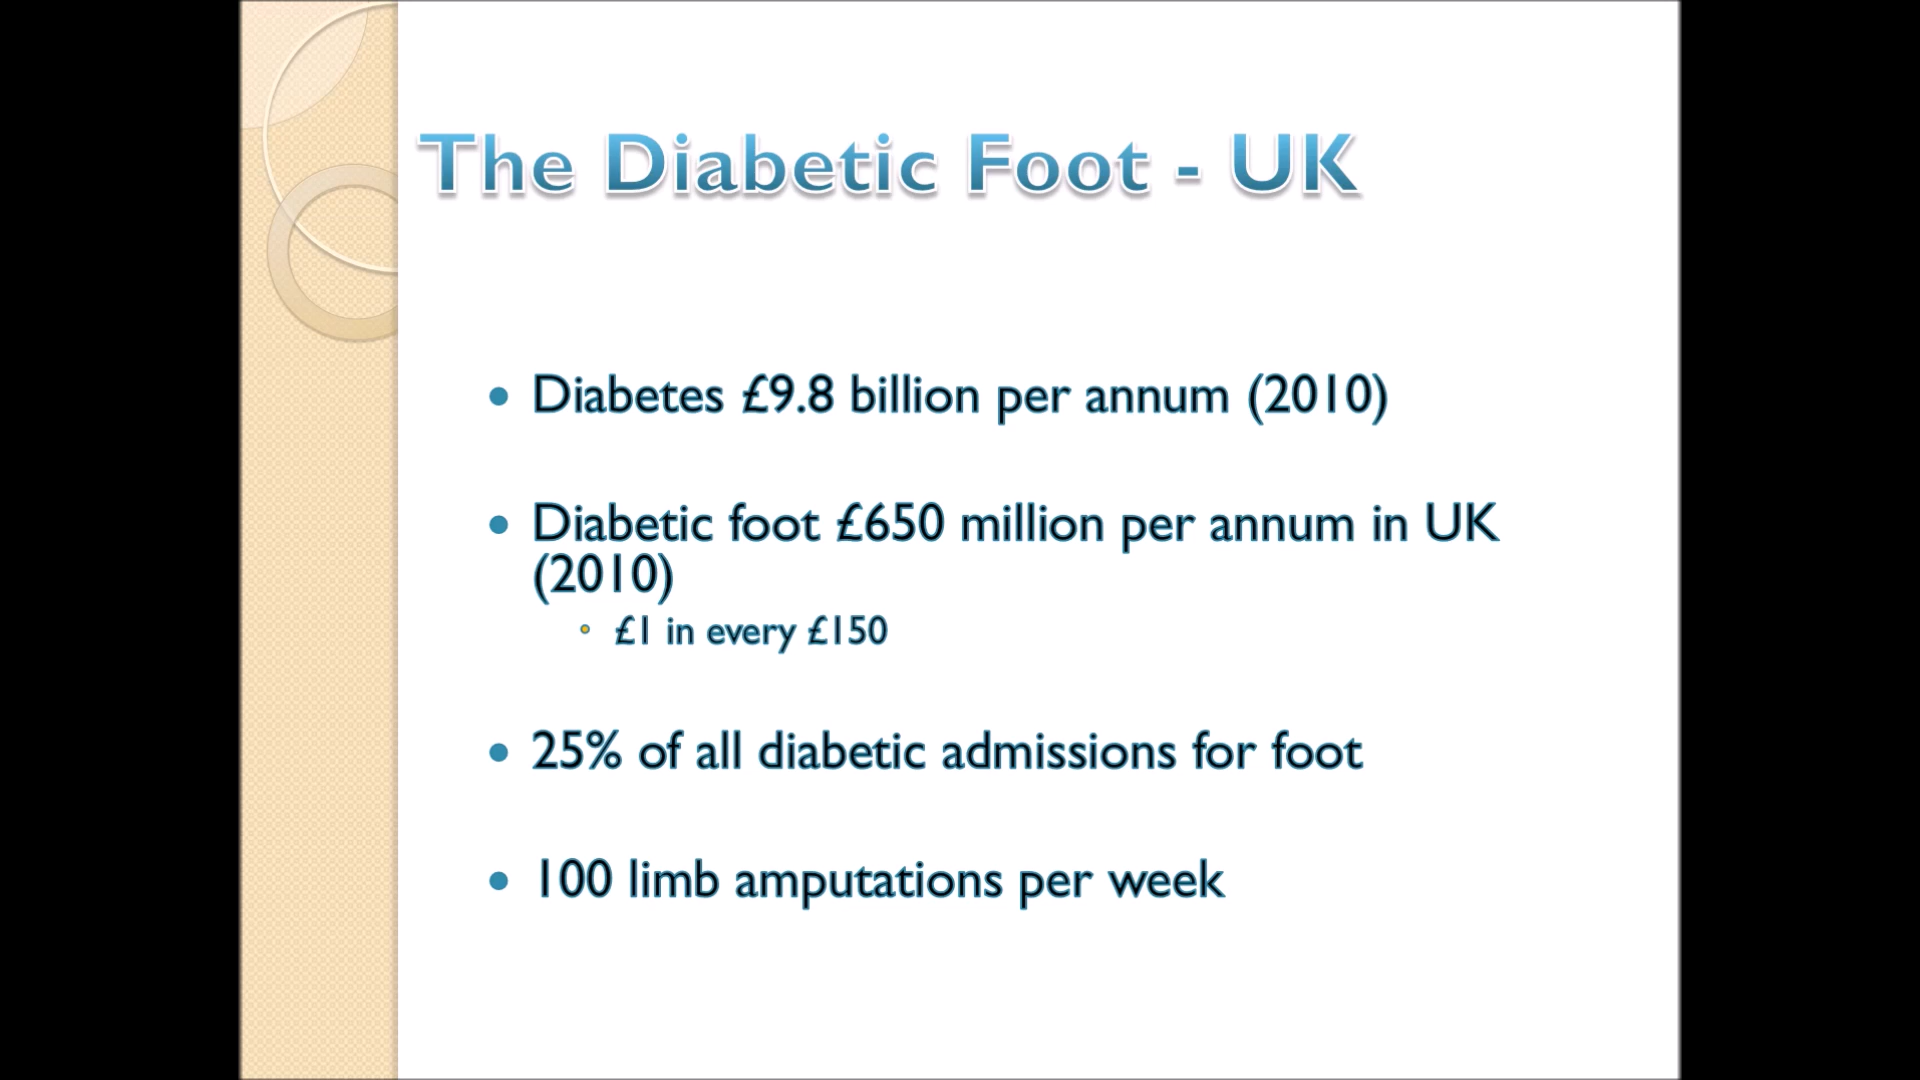 The Diabetic Foot - UK
• Diabetes £9.8 billion per annum (2010)
• Diabetic foot £650 million per annum in UK
(2010)
• £1 in every £150
• 25% of all diabetic admissions for foot
• 100 limb amputations per week